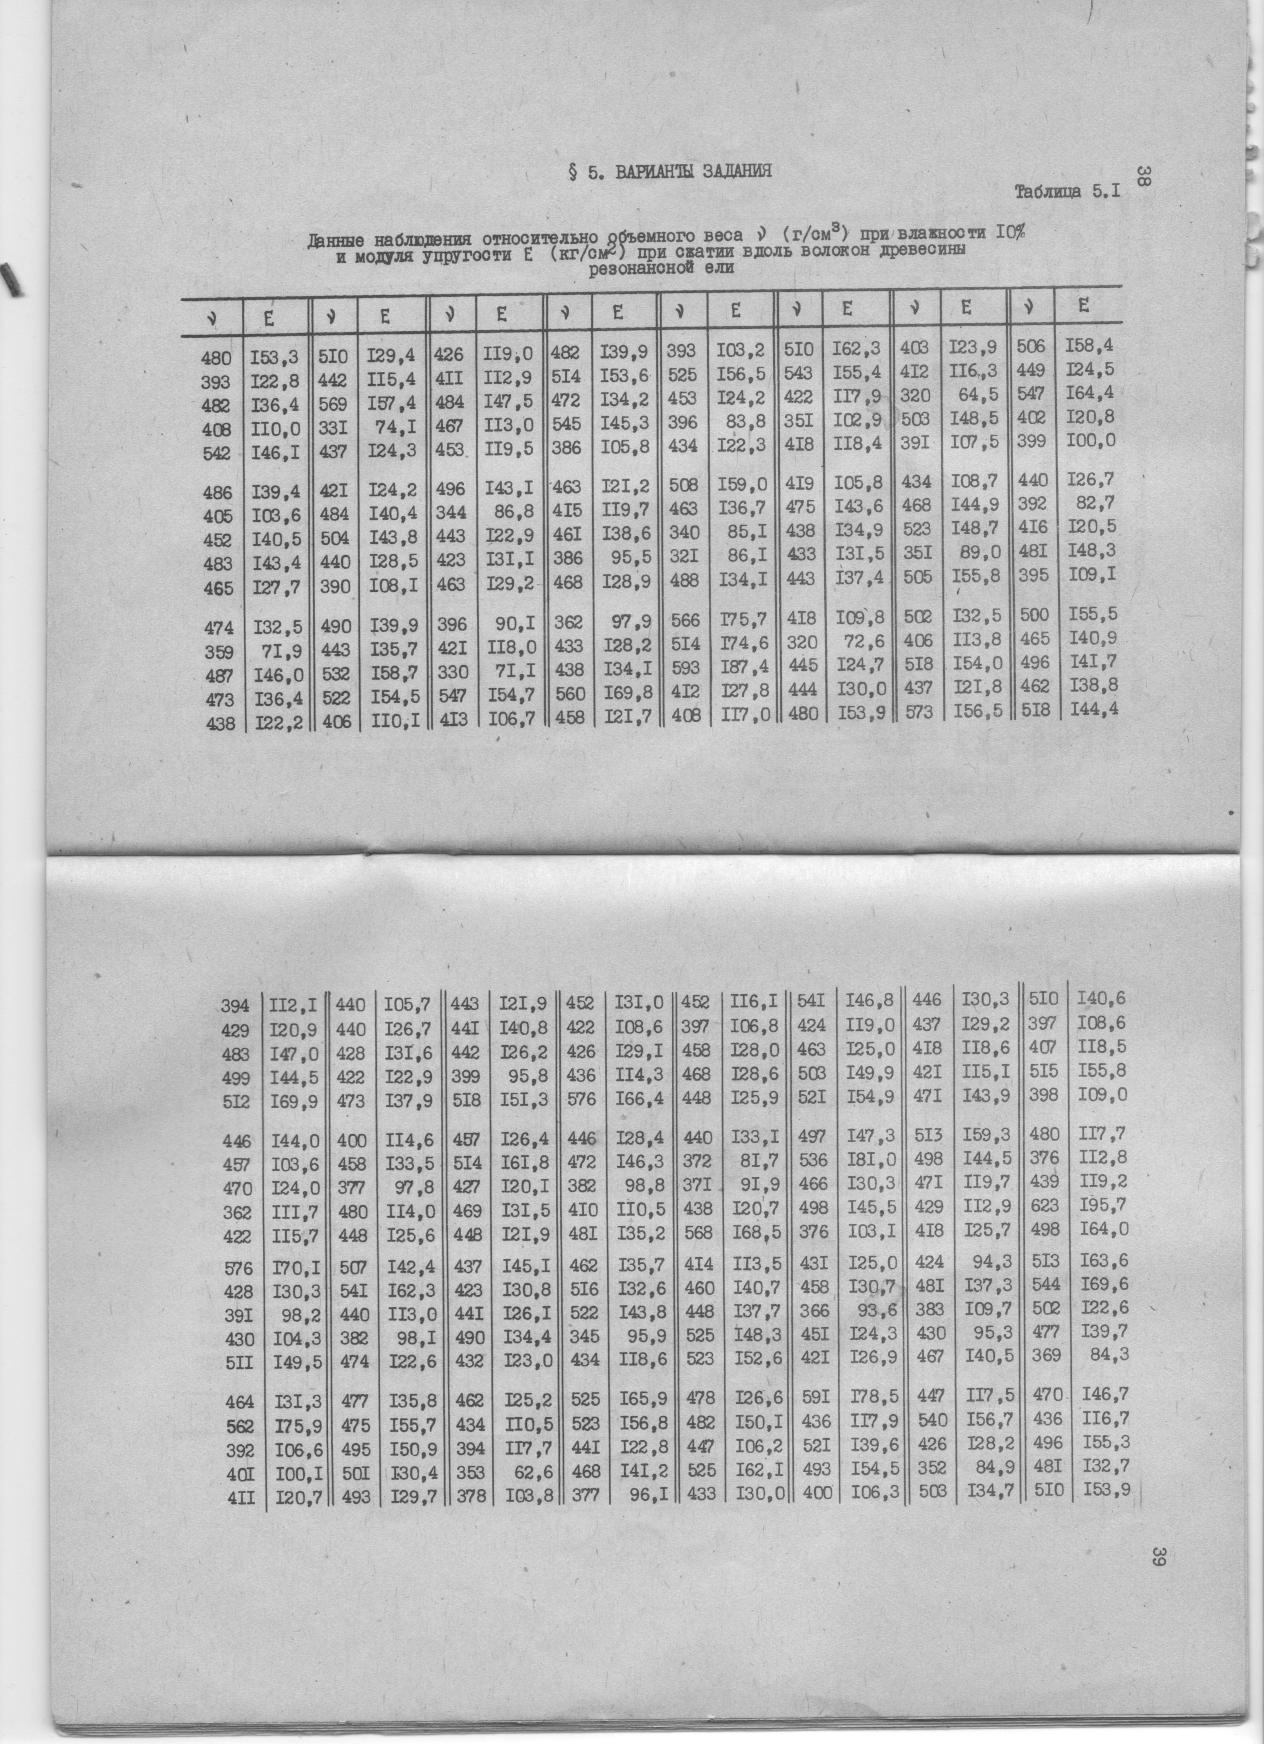 38
§ 5. ВАРИАНТЫ ЗАДАНИЯ
Таблица 5.I
Данные наблюдения относительно объемного веса ν (г/см³) при влажности I0%
и модуля упругости E (кг/см²) при сжатии вдоль волокон древесины
резонансной ели
ν E ν E ν E ν E ν E ν E ν E ν E
480 I53,3 5I0 I29,4 426 II9,0 482 I39,9 393 I03,2 5I0 I62,3 403 I23,9 506 I58,4
393 I22,8 442 II5,4 4II II2,9 5I4 I53,6 525 I56,5 543 I55,4 4I2 II6,3 449 I24,5
482 I36,4 569 I57,4 484 I47,5 472 I34,2 453 I24,2 422 II7,9 320 64,5 547 I64,4
408 II0,0 33I 74,I 467 II3,0 545 I45,3 396 83,8 35I I02,9 503 I48,5 402 I20,8
542 I46,I 437 I24,3 453 II9,5 386 I05,8 434 I22,3 4I8 II8,4 39I I07,5 399 I00,0
486 I39,4 42I I24,2 496 I43,I 463 I2I,2 508 I59,0 4I9 I05,8 434 I08,7 440 I26,7
405 I03,6 484 I40,4 344 86,8 4I5 II9,7 463 I36,7 475 I43,6 468 I44,9 392 82,7
452 I40,5 504 I43,8 443 I22,9 46I I38,6 340 85,I 438 I34,9 523 I48,7 4I6 I20,5
483 I43,4 440 I28,5 423 I3I,I 386 95,5 32I 86,I 433 I3I,5 35I 89,0 48I I48,3
465 I27,7 390 I08,I 463 I29,2 468 I28,9 488 I34,I 443 I37,4 505 I55,8 395 I09,I
474 I32,5 490 I39,9 396 90,I 362 97,9 566 I75,7 4I8 I09,8 502 I32,5 500 I55,5
359 7I,9 443 I35,7 42I II8,0 433 I28,2 5I4 I74,6 320 72,6 406 II3,8 465 I40,9
487 I46,0 532 I58,7 330 7I,I 438 I34,I 593 I87,4 445 I24,7 5I8 I54,0 496 I4I,7
473 I36,4 522 I54,5 547 I54,7 560 I69,8 4I2 I27,8 444 I30,0 437 I2I,8 462 I38,8
438 I22,2 406 II0,I 4I3 I06,7 458 I2I,7 408 II7,0 480 I53,9 573 I56,5 5I8 I44,4
394 II2,I 440 I05,7 443 I2I,9 452 I3I,0 452 II6,I 54I I46,8 446 I30,3 5I0 I40,6
429 I20,9 440 I26,7 44I I40,8 422 I08,6 397 I06,8 424 II9,0 437 I29,2 397 I08,6
483 I47,0 428 I3I,6 442 I26,2 426 I29,I 458 I28,0 463 I25,0 4I8 II8,6 407 II8,5
499 I44,5 422 I22,9 399 95,8 436 II4,3 468 I28,6 503 I49,9 42I II5,I 5I5 I55,8
5I2 I69,9 473 I37,9 5I8 I5I,3 576 I66,4 448 I25,9 52I I54,9 47I I43,9 398 I09,0
446 I44,0 400 II4,6 457 I26,4 446 I28,4 440 I33,I 497 I47,3 5I3 I59,3 480 II7,7
457 I03,6 458 I33,5 5I4 I6I,8 472 I46,3 372 8I,7 536 I8I,0 498 I44,5 376 II2,8
470 I24,0 377 97,8 427 I20,I 382 98,8 37I 9I,9 466 I30,3 47I II9,7 439 II9,2
362 III,7 480 II4,0 469 I3I,5 4I0 II0,5 438 I20,7 498 I45,5 429 II2,9 623 I95,7
422 II5,7 448 I25,6 448 I2I,9 48I I35,2 568 I68,5 376 I03,I 4I8 I25,7 498 I64,0
576 I70,I 507 I42,4 437 I45,I 462 I35,7 4I4 II3,5 43I I25,0 424 94,3 5I3 I63,6
428 I30,3 54I I62,3 423 I30,8 5I6 I32,6 460 I40,7 458 I30,7 48I I37,3 544 I69,6
39I 98,2 440 II3,0 44I I26,I 522 I43,8 448 I37,7 366 93,6 383 I09,7 502 I22,6
430 I04,3 382 98,I 490 I34,4 345 95,9 525 I48,3 45I I24,3 430 95,3 477 I39,7
5II I49,5 474 I22,6 432 I23,0 434 II8,6 523 I52,6 42I I26,9 467 I40,5 369 84,3
464 I3I,3 477 I35,8 462 I25,2 525 I65,9 478 I26,6 59I I78,5 447 II7,5 470 I46,7
562 I75,9 475 I55,7 434 II0,5 523 I56,8 482 I50,I 436 II7,9 540 I56,7 436 II6,7
392 I06,6 495 I50,9 394 II7,7 44I I22,8 447 I06,2 52I I39,6 426 I28,2 496 I55,3
40I I00,I 50I I30,4 353 62,6 468 I4I,2 525 I62,I 493 I54,5 352 84,9 48I I32,7
4II I20,7 493 I29,7 378 I03,8 377 96,I 433 I30,0 400 I06,3 503 I34,7 5I0 I53,9
39